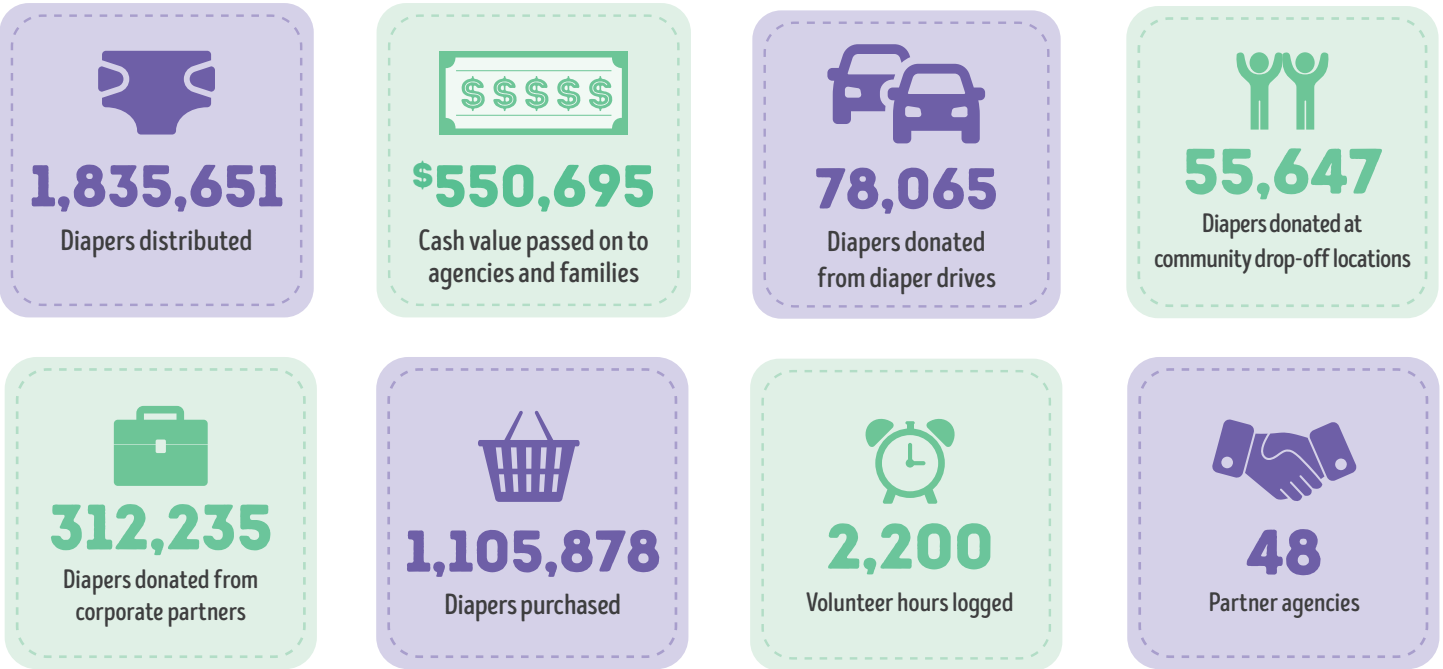 $ $ $ $ $
1,835,651
Diapers distributed
$550,695
Cash value passed on to
agencies and families
78,065
Diapers donated
from diaper drives
55,647
Diapers donated at
community drop-off locations
312,235
Diapers donated from
corporate partners
1,105,878
Diapers purchased
2,200
Volunteer hours logged
48
Partner agencies